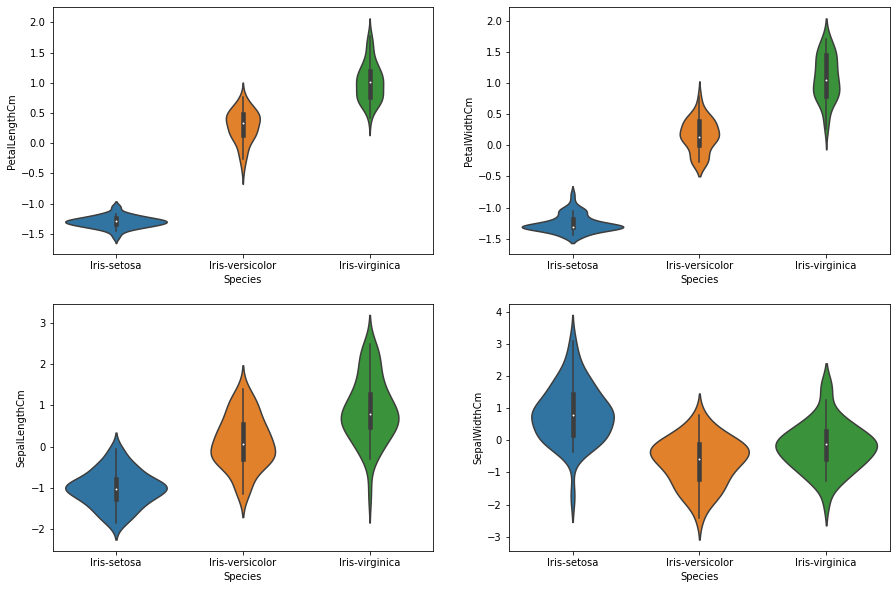 PetalLengthCm
2.0
1.5
1.0
0.5
0.0
−0.5
−1.0
−1.5
Iris-setosa Iris-versicolor Iris-virginica
Species
PetalWidthCm
2.0
1.5
1.0
0.5
0.0
−0.5
−1.0
−1.5
Iris-setosa Iris-versicolor Iris-virginica
Species
SepalLengthCm
3
2
1
0
−1
−2
Iris-setosa Iris-versicolor Iris-virginica
Species
SepalWidthCm
4
3
2
1
0
−1
−2
−3
Iris-setosa Iris-versicolor Iris-virginica
Species